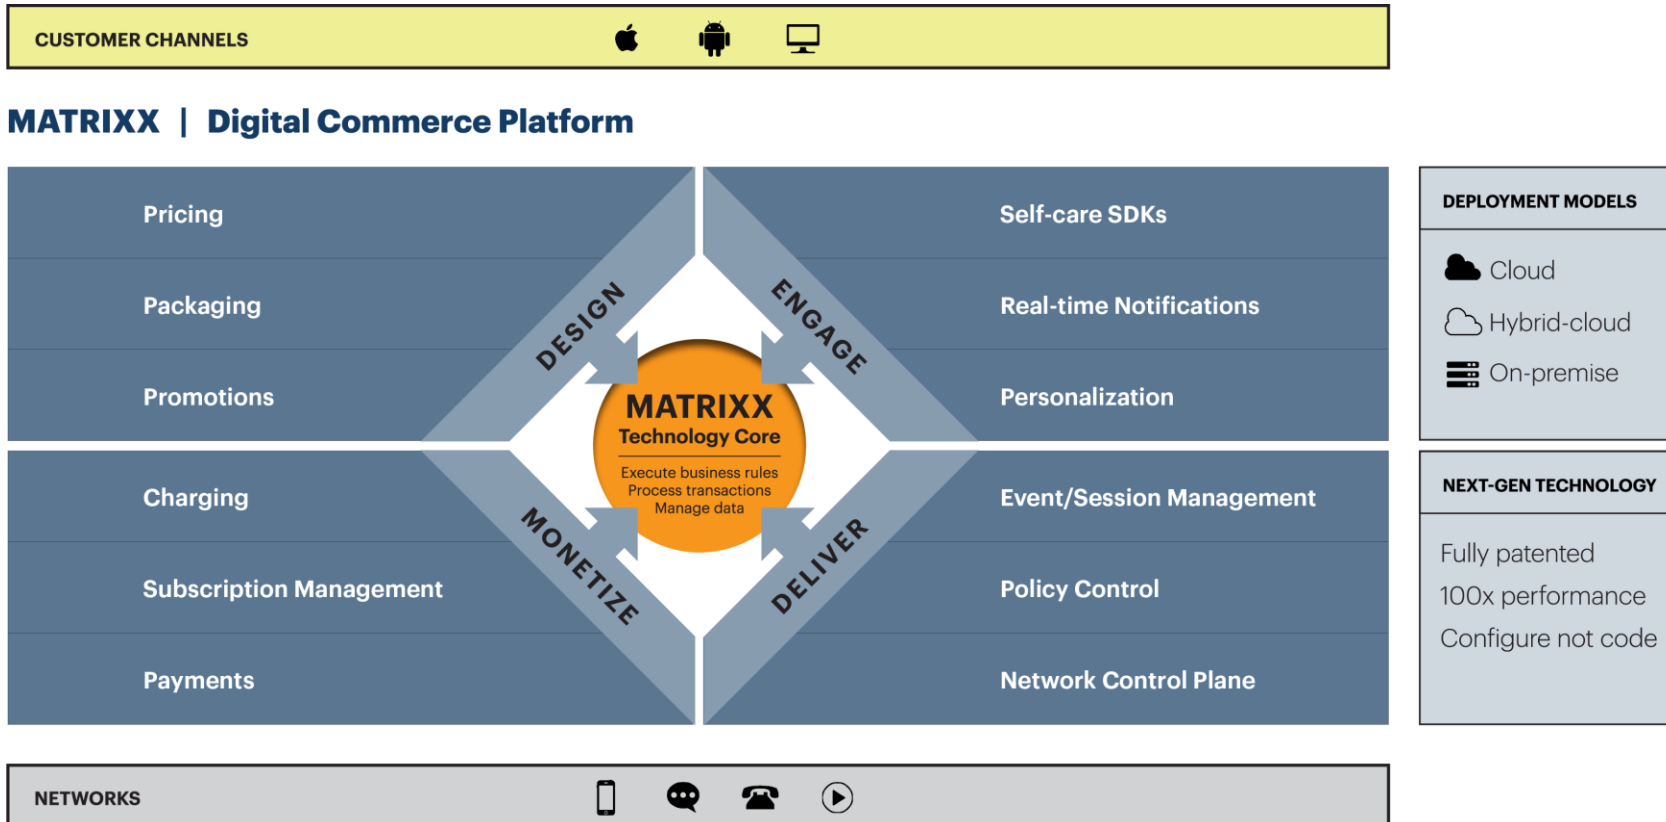 CUSTOMER CHANNELS
MATRIXX | Digital Commerce Platform
Pricing
Packaging
Promotions
DESIGN
ENGAGE
Self-care SDKs
Real-time Notifications
Personalization
MATRIXX
Technology Core
Execute business rules
Process transactions
Manage data
Charging
Subscription Management
Payments
MONETIZE
DELIVER
Event/Session Management
Policy Control
Network Control Plane
DEPLOYMENT MODELS
Cloud
Hybrid-cloud
On-premise
NEXT-GEN TECHNOLOGY
Fully patented
100x performance
Configure not code
NETWORKS